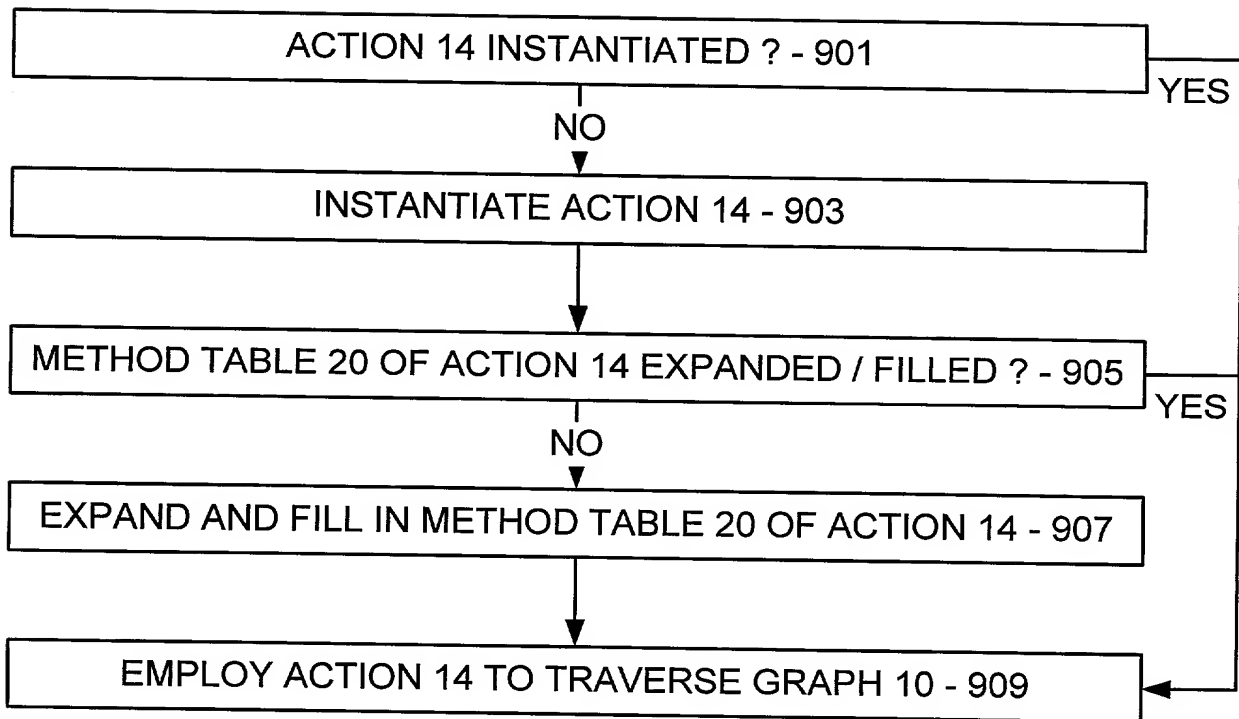 ACTION 14 INSTANTIATED ? - 901
YES
NO
INSTANTIATE ACTION 14 - 903
METHOD TABLE 20 OF ACTION 14 EXPANDED / FILLED ? - 905
YES
NO
EXPAND AND FILL IN METHOD TABLE 20 OF ACTION 14 - 907
EMPLOY ACTION 14 TO TRAVERSE GRAPH 10 - 909